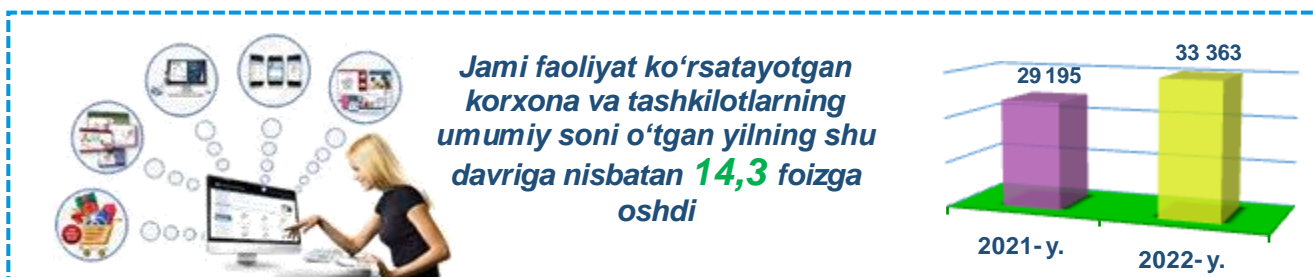 Jami faoliyat ko‘rsatayotgan
korxona va tashkilotlarning
umumiy soni o‘tgan yilning shu
davriga nisbatan 14,3 foizga
oshdi
29 195
33 363
2021- y.
2022- y.